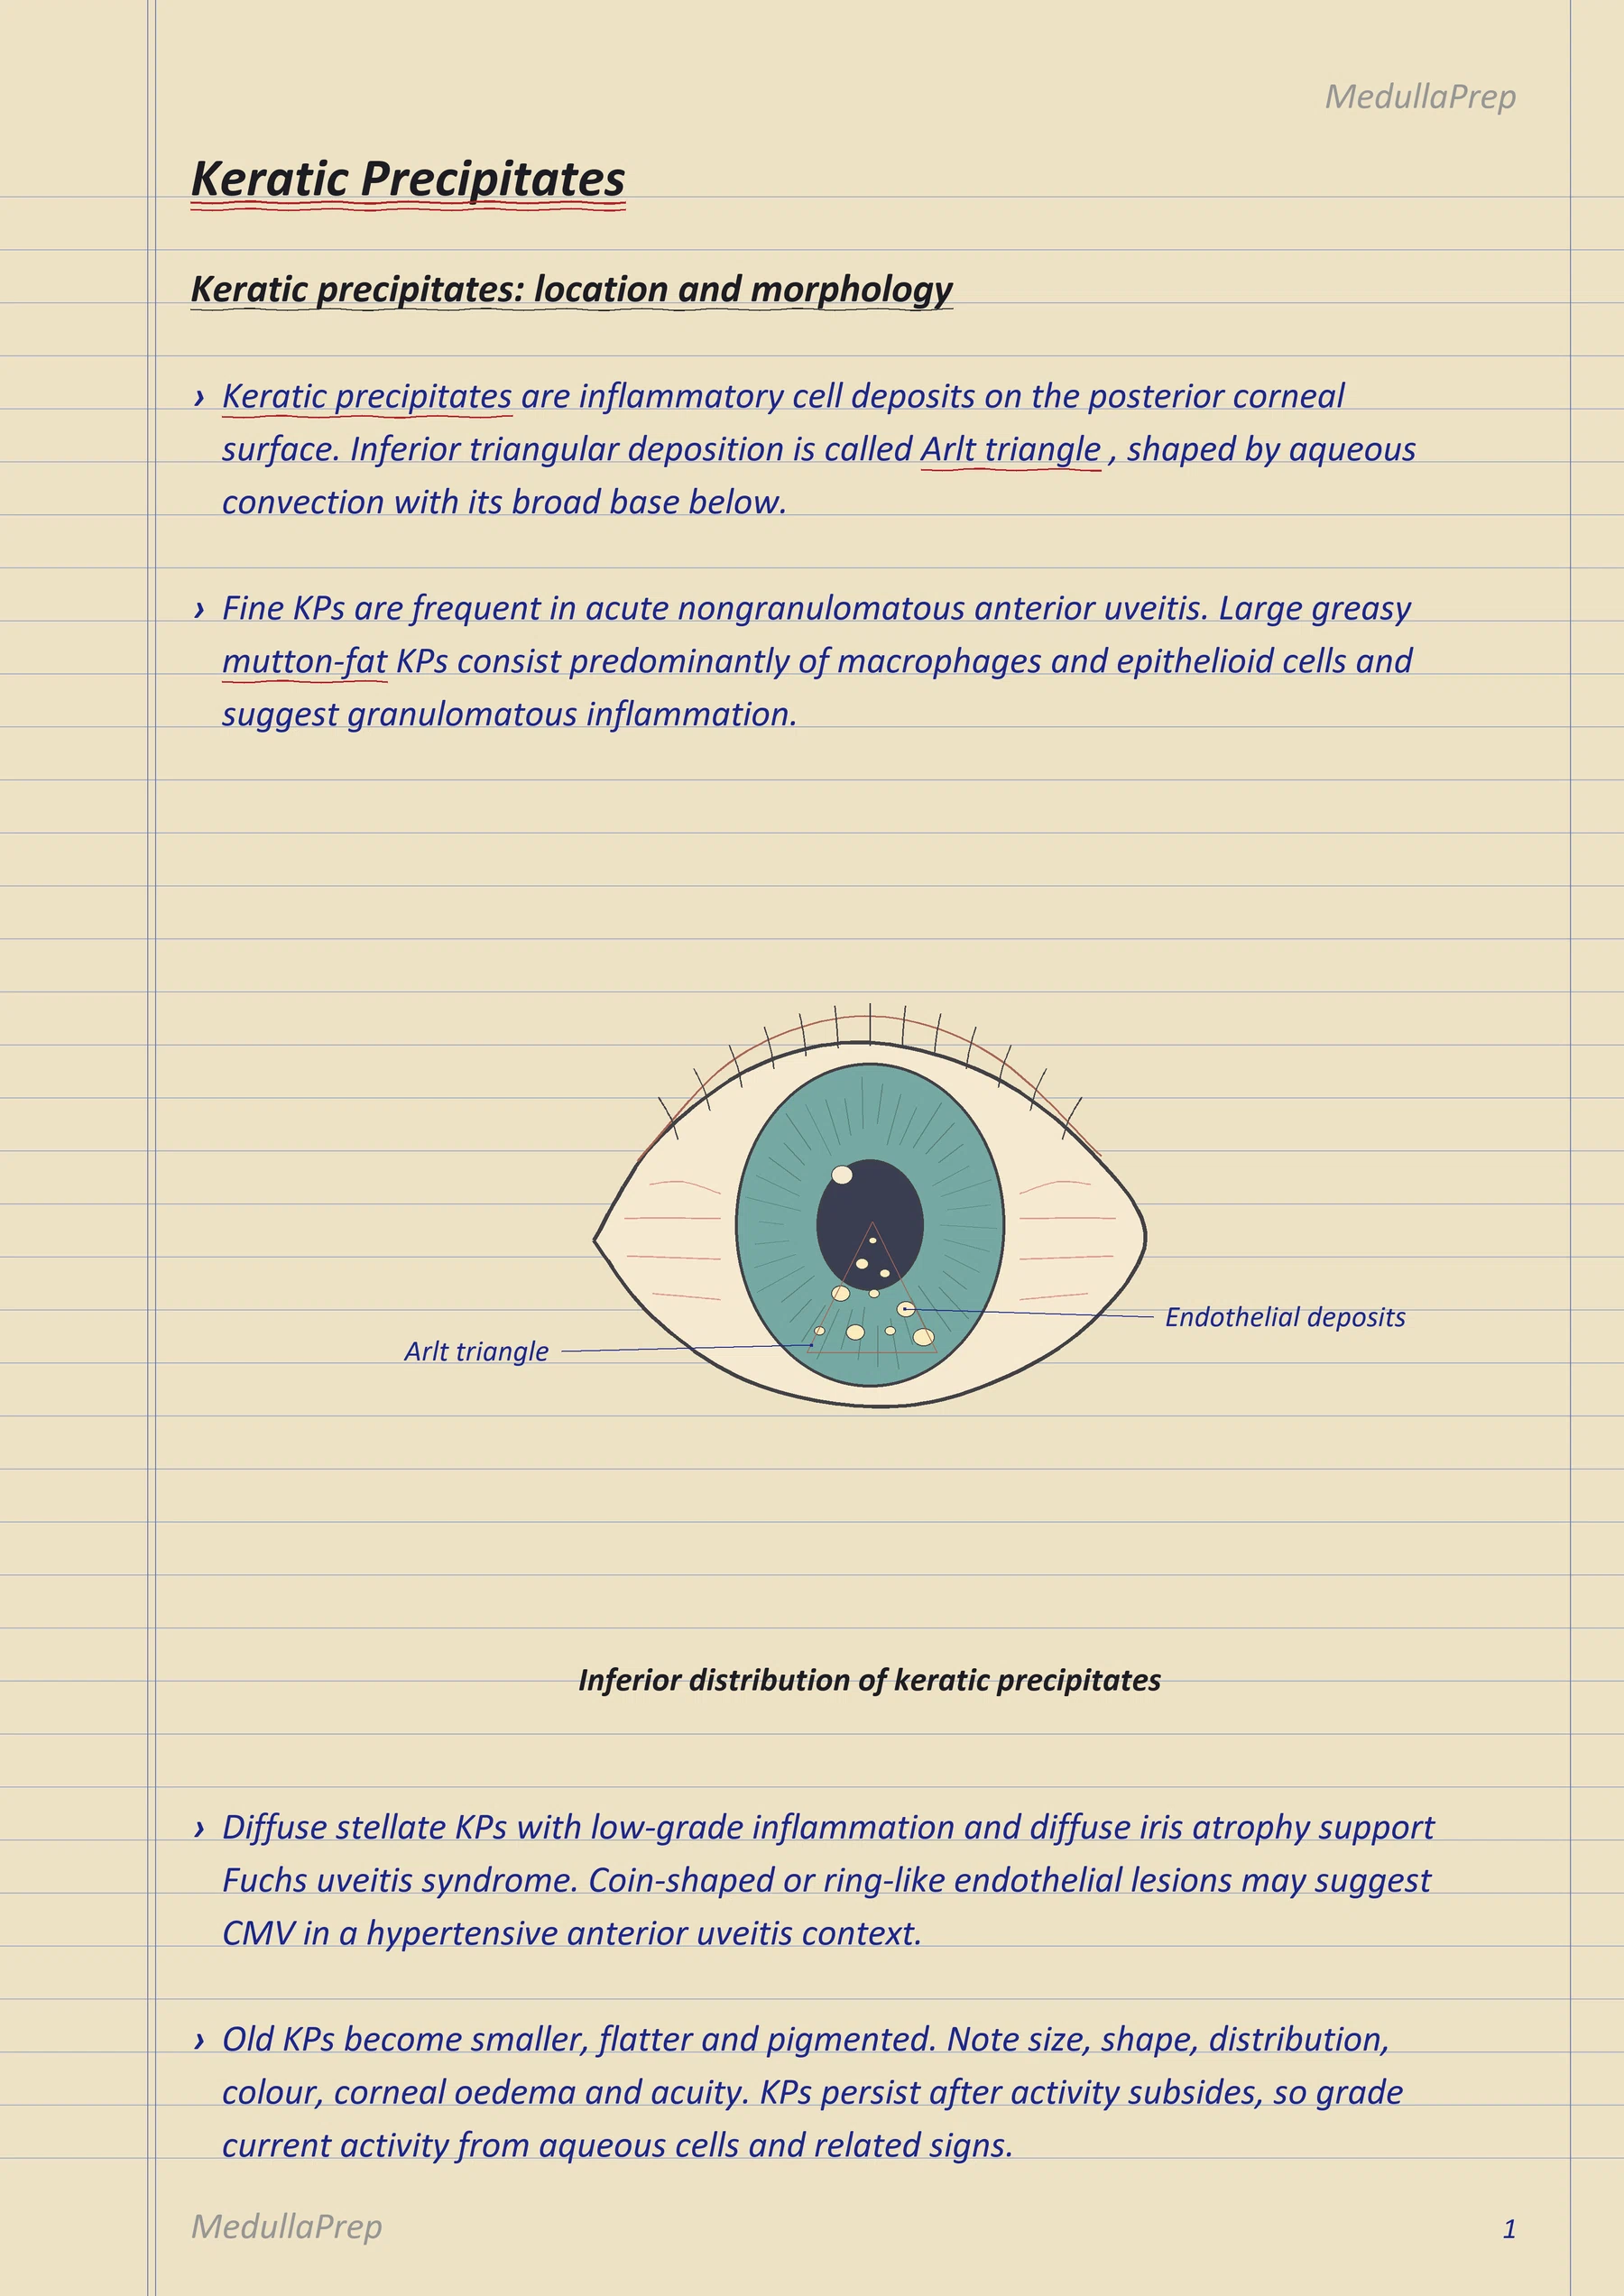 MedullaPrep
Keratic Precipitates
Keratic precipitates: location and morphology
› Keratic precipitates are inflammatory cell deposits on the posterior corneal
surface. Inferior triangular deposition is called Arlt triangle , shaped by aqueous
convection with its broad base below.
› Fine KPs are frequent in acute nongranulomatous anterior uveitis. Large greasy
mutton-fat KPs consist predominantly of macrophages and epithelioid cells and
suggest granulomatous inflammation.
Endothelial deposits
Arlt triangle
Inferior distribution of keratic precipitates
› Diffuse stellate KPs with low-grade inflammation and diffuse iris atrophy support
Fuchs uveitis syndrome. Coin-shaped or ring-like endothelial lesions may suggest
CMV in a hypertensive anterior uveitis context.
› Old KPs become smaller, flatter and pigmented. Note size, shape, distribution,
colour, corneal oedema and acuity. KPs persist after activity subsides, so grade
current activity from aqueous cells and related signs.
MedullaPrep
1